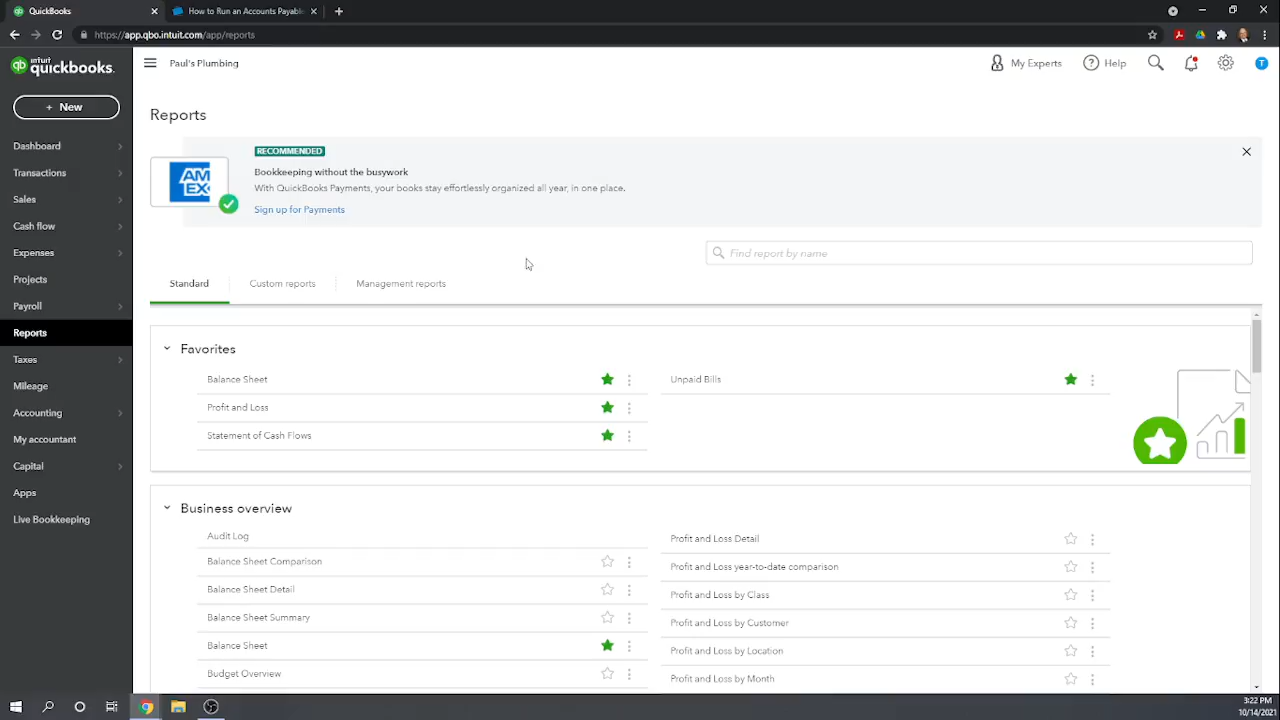 QuickBooks
How to Run an Accounts Payable
https://app.qbo.intuit.com/app/reports
intuit
quickbooks.
Paul's Plumbing
My Experts
Help
T
+ New
Dashboard
Transactions
Sales
Cash flow
Expenses
Projects
Payroll
Reports
Taxes
Mileage
Accounting
My accountant
Capital
Apps
Live Bookkeeping
Reports
AM
EX
RECOMMENDED
Bookkeeping without the busywork
With QuickBooks Payments, your books stay effortlessly organized all year, in one place.
Sign up for Payments
Find report by name
Standard
Custom reports
Management reports
Favorites
Balance Sheet
Profit and Loss
Statement of Cash Flows
Unpaid Bills
Business overview
Audit Log
Balance Sheet Comparison
Balance Sheet Detail
Balance Sheet Summary
Balance Sheet
Budget Overview
Profit and Loss Detail
Profit and Loss year-to-date comparison
Profit and Loss by Class
Profit and Loss by Customer
Profit and Loss by Location
Profit and Loss by Month
3:22 PM
10/14/2021